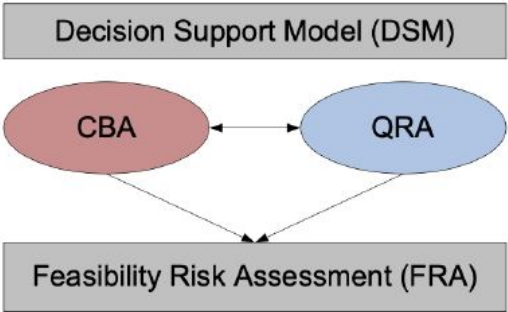 Decision Support Model (DSM)
CBA
QRA
Feasibility Risk Assessment (FRA)